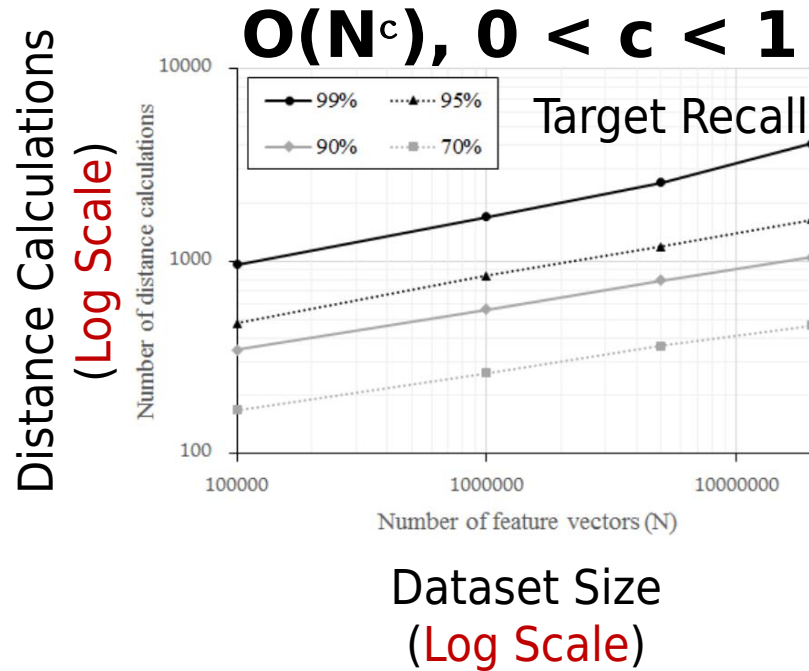 O(Nᶜ), 0 < c < 1
Distance Calculations
(Log Scale)
Number of distance calculations
10000
1000
100
99%
95%
90%
70%
Target Recall
100000
1000000
10000000
Number of feature vectors (N)
Dataset Size
(Log Scale)